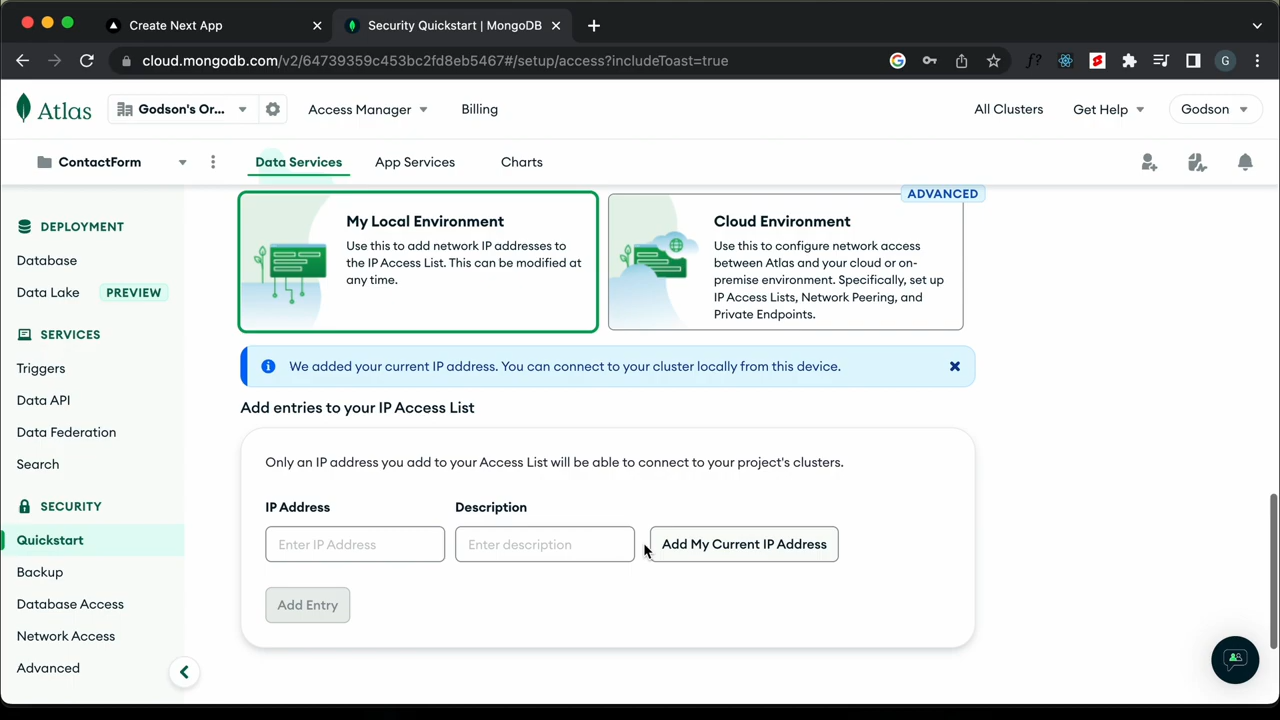 Create Next App
Security Quickstart | MongoDB
cloud.mongodb.com/v2/64739359c453bc2fd8eb5467#/setup/access?includeToast=true
G
Atlas
Godson's Or...
Access Manager
Billing
All Clusters
Get Help
Godson
ContactForm
Data Services
App Services
Charts
DEPLOYMENT
Database
Data Lake
PREVIEW
SERVICES
Triggers
Data API
Data Federation
Search
SECURITY
Quickstart
Backup
Database Access
Network Access
Advanced
My Local Environment
Use this to add network IP addresses to
the IP Access List. This can be modified at
any time.
ADVANCED
Cloud Environment
Use this to configure network access
between Atlas and your cloud or on-
premise environment. Specifically, set up
IP Access Lists, Network Peering, and
Private Endpoints.
We added your current IP address. You can connect to your cluster locally from this device.
Add entries to your IP Access List
Only an IP address you add to your Access List will be able to connect to your project's clusters.
IP Address
Description
Enter IP Address
Enter description
Add My Current IP Address
Add Entry